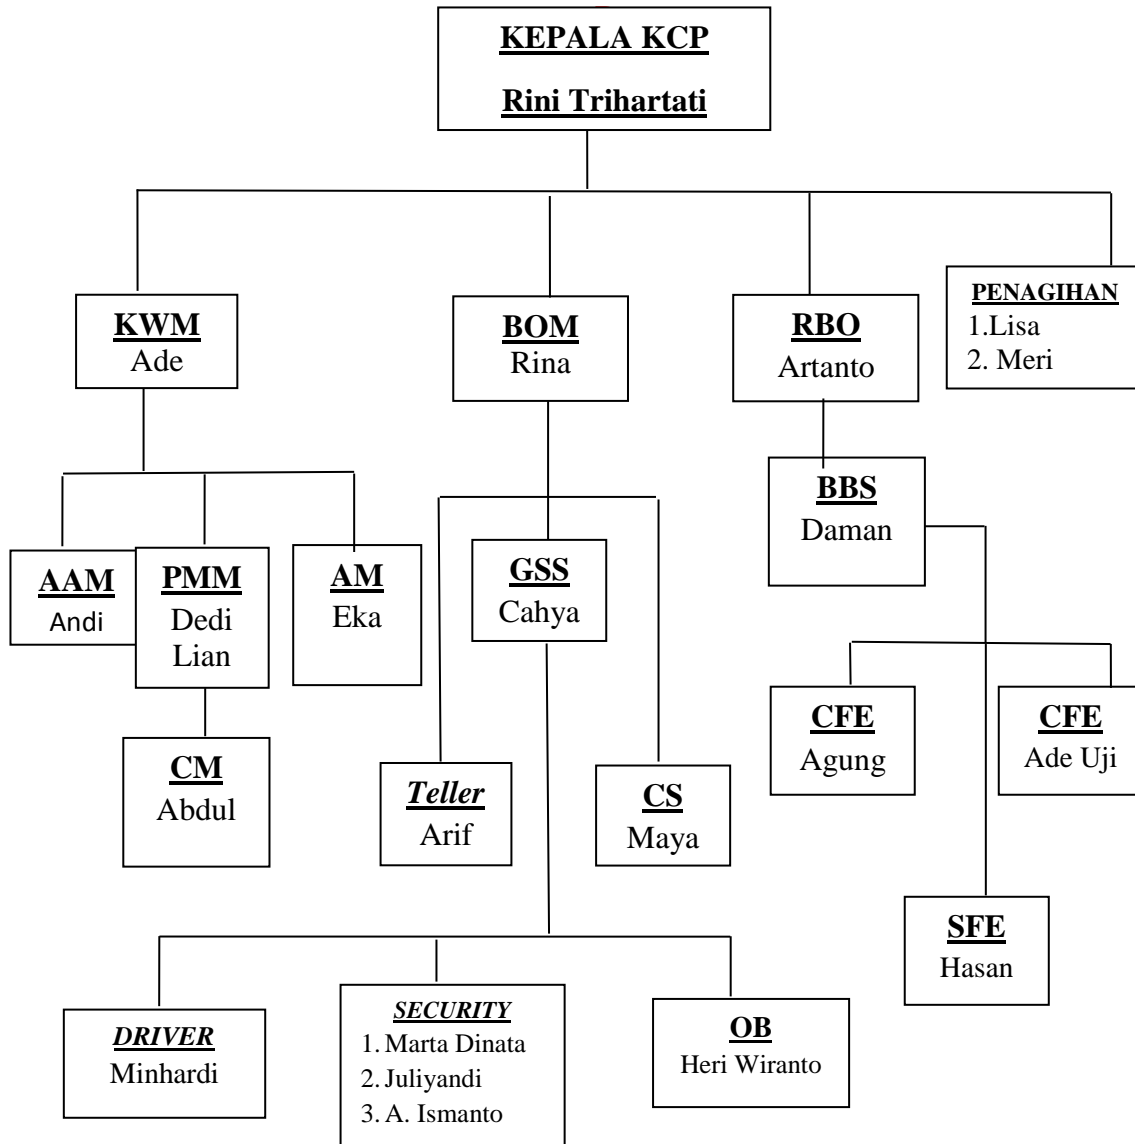 KEPALA KCP
Rini Trihartati
KWM
Ade
BOM
Rina
RBO
Artanto
PENAGIHAN
1.Lisa
2. Meri
BBS
Daman
AAM
Andi
PMM
Dedi
Lian
AM
Eka
GSS
Cahya
CM
Abdul
Teller
Arif
CS
Maya
CFE
Agung
CFE
Ade Uji
SFE
Hasan
DRIVER
Minhardi
SECURITY
1. Marta Dinata
2. Juliyandi
3. A. Ismanto
OB
Heri Wiranto